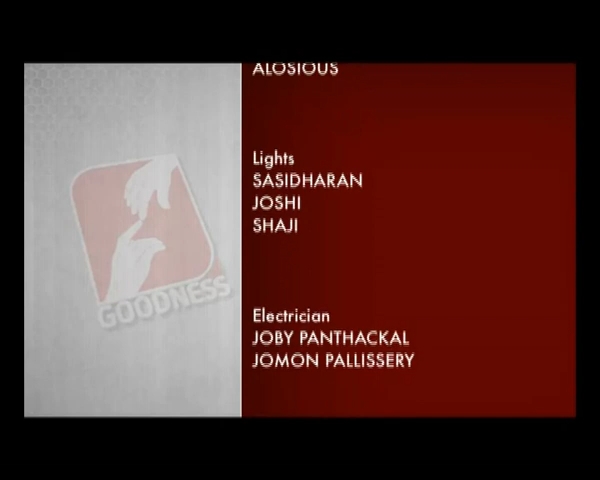 ALOSIOUS
Lights
SASIDHARAN
JOSHI
SHAJI
GOODNESS
Electrician
JOBY PANTHACKAL
JOMON PALLISSERY